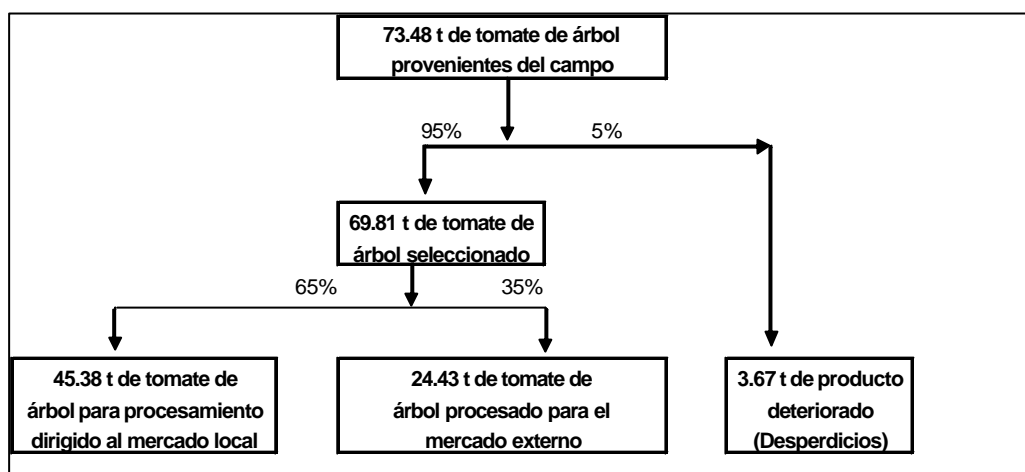 73.48 t de tomate de árbol
provenientes del campo
95%
5%
69.81 t de tomate de
árbol seleccionado
65%
35%
45.38 t de tomate de
árbol para procesamiento
dirigido al mercado local
24.43 t de tomate de
árbol procesado para el
mercado externo
3.67 t de producto
deteriorado
(Desperdicios)